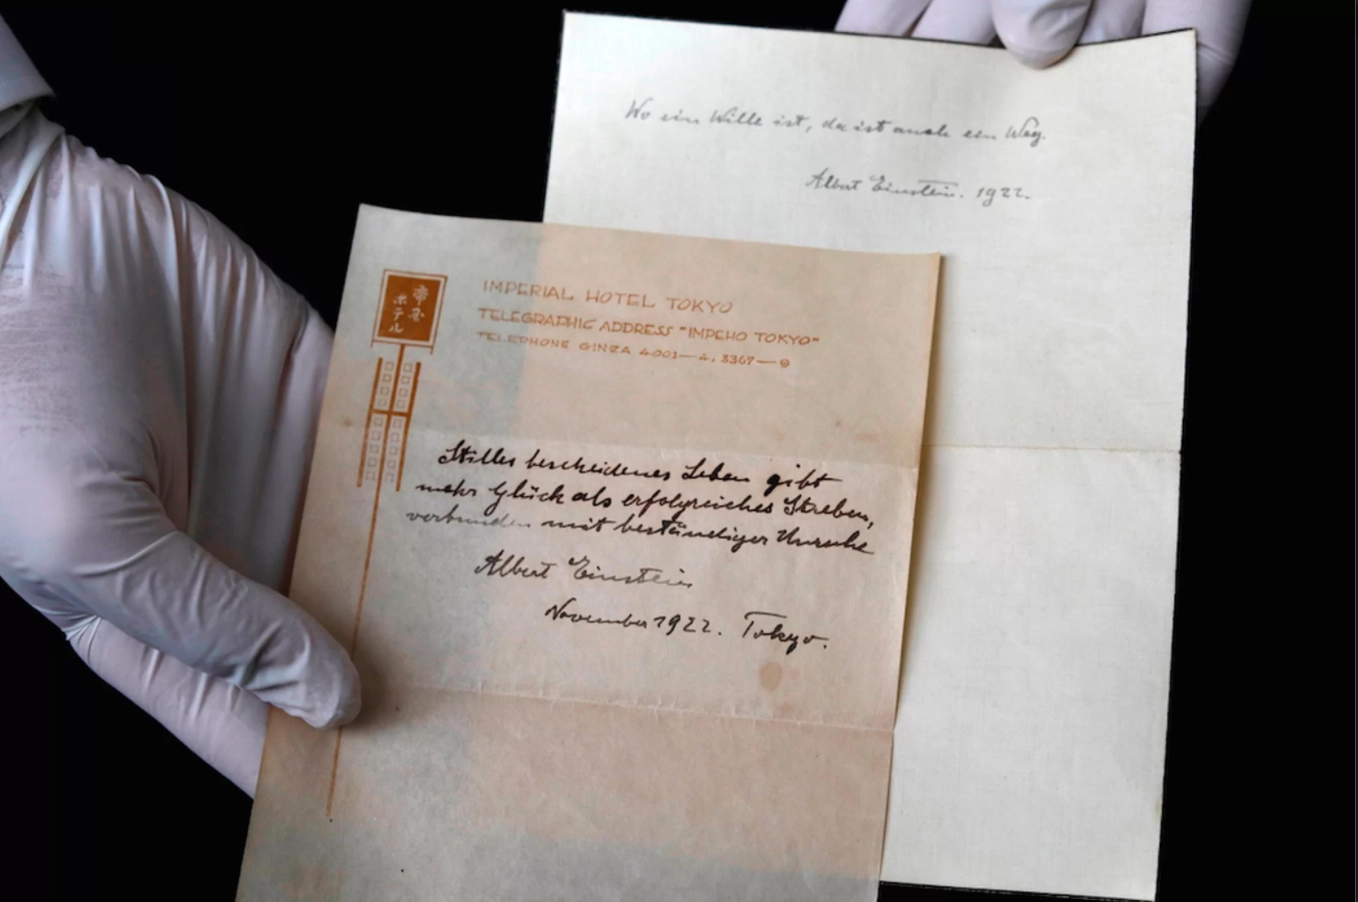 Wo ein Wille ist, da ist auch ein Weg.
Albert Einstein. 1922.
帝国
ホテル
IMPERIAL HOTEL TOKYO
TELEGRAPHIC ADDRESS "IMPEHO TOKYO"
TELEPHONE GINZA 4001—4, 3367—9
Stilles bescheidenes Leben gibt
mehr Glück als erfolgreiches Streben,
verbunden mit beständiger Unruhe
Albert Einstein
November 1922. Tokyo.